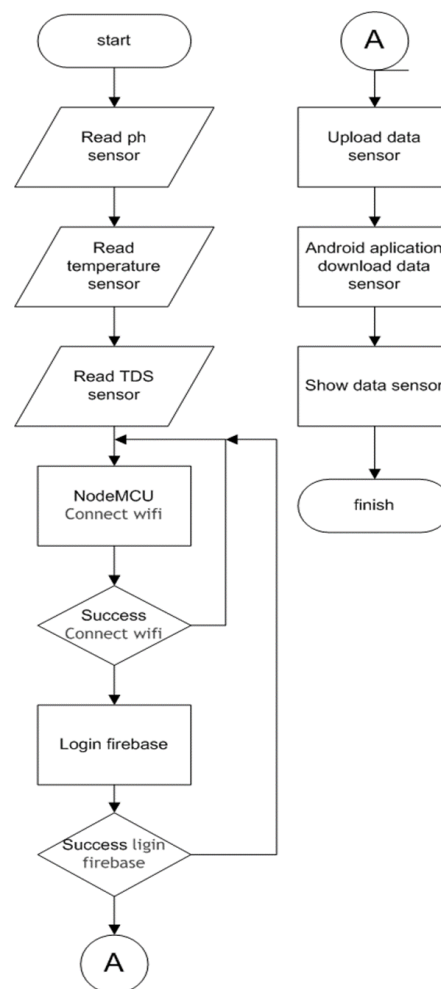 start
Read ph
sensor
Read
temperature
sensor
Read TDS
sensor
NodeMCU
Connect wifi
Success
Connect wifi
Login firebase
Success ligin
firebase
A
A
Upload data
sensor
Android aplication
download data
sensor
Show data sensor
finish